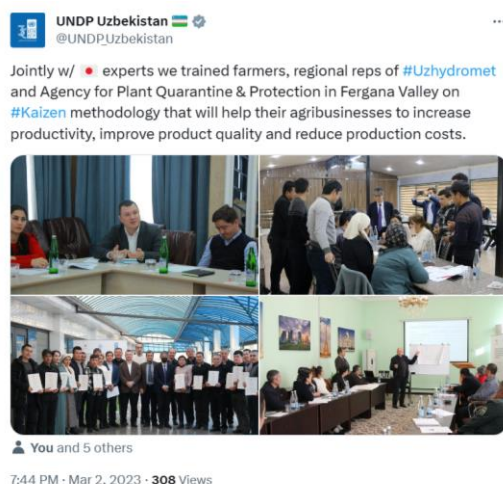 UNDP Uzbekistan 🇺🇿
@UNDP_Uzbekistan
Jointly w/ 🇯🇵 experts we trained farmers, regional reps of #Uzhydromet
and Agency for Plant Quarantine & Protection in Fergana Valley on
#Kaizen methodology that will help their agribusinesses to increase
productivity, improve product quality and reduce production costs.
You and 5 others
7:44 PM · Mar 2, 2023 · 308 Views